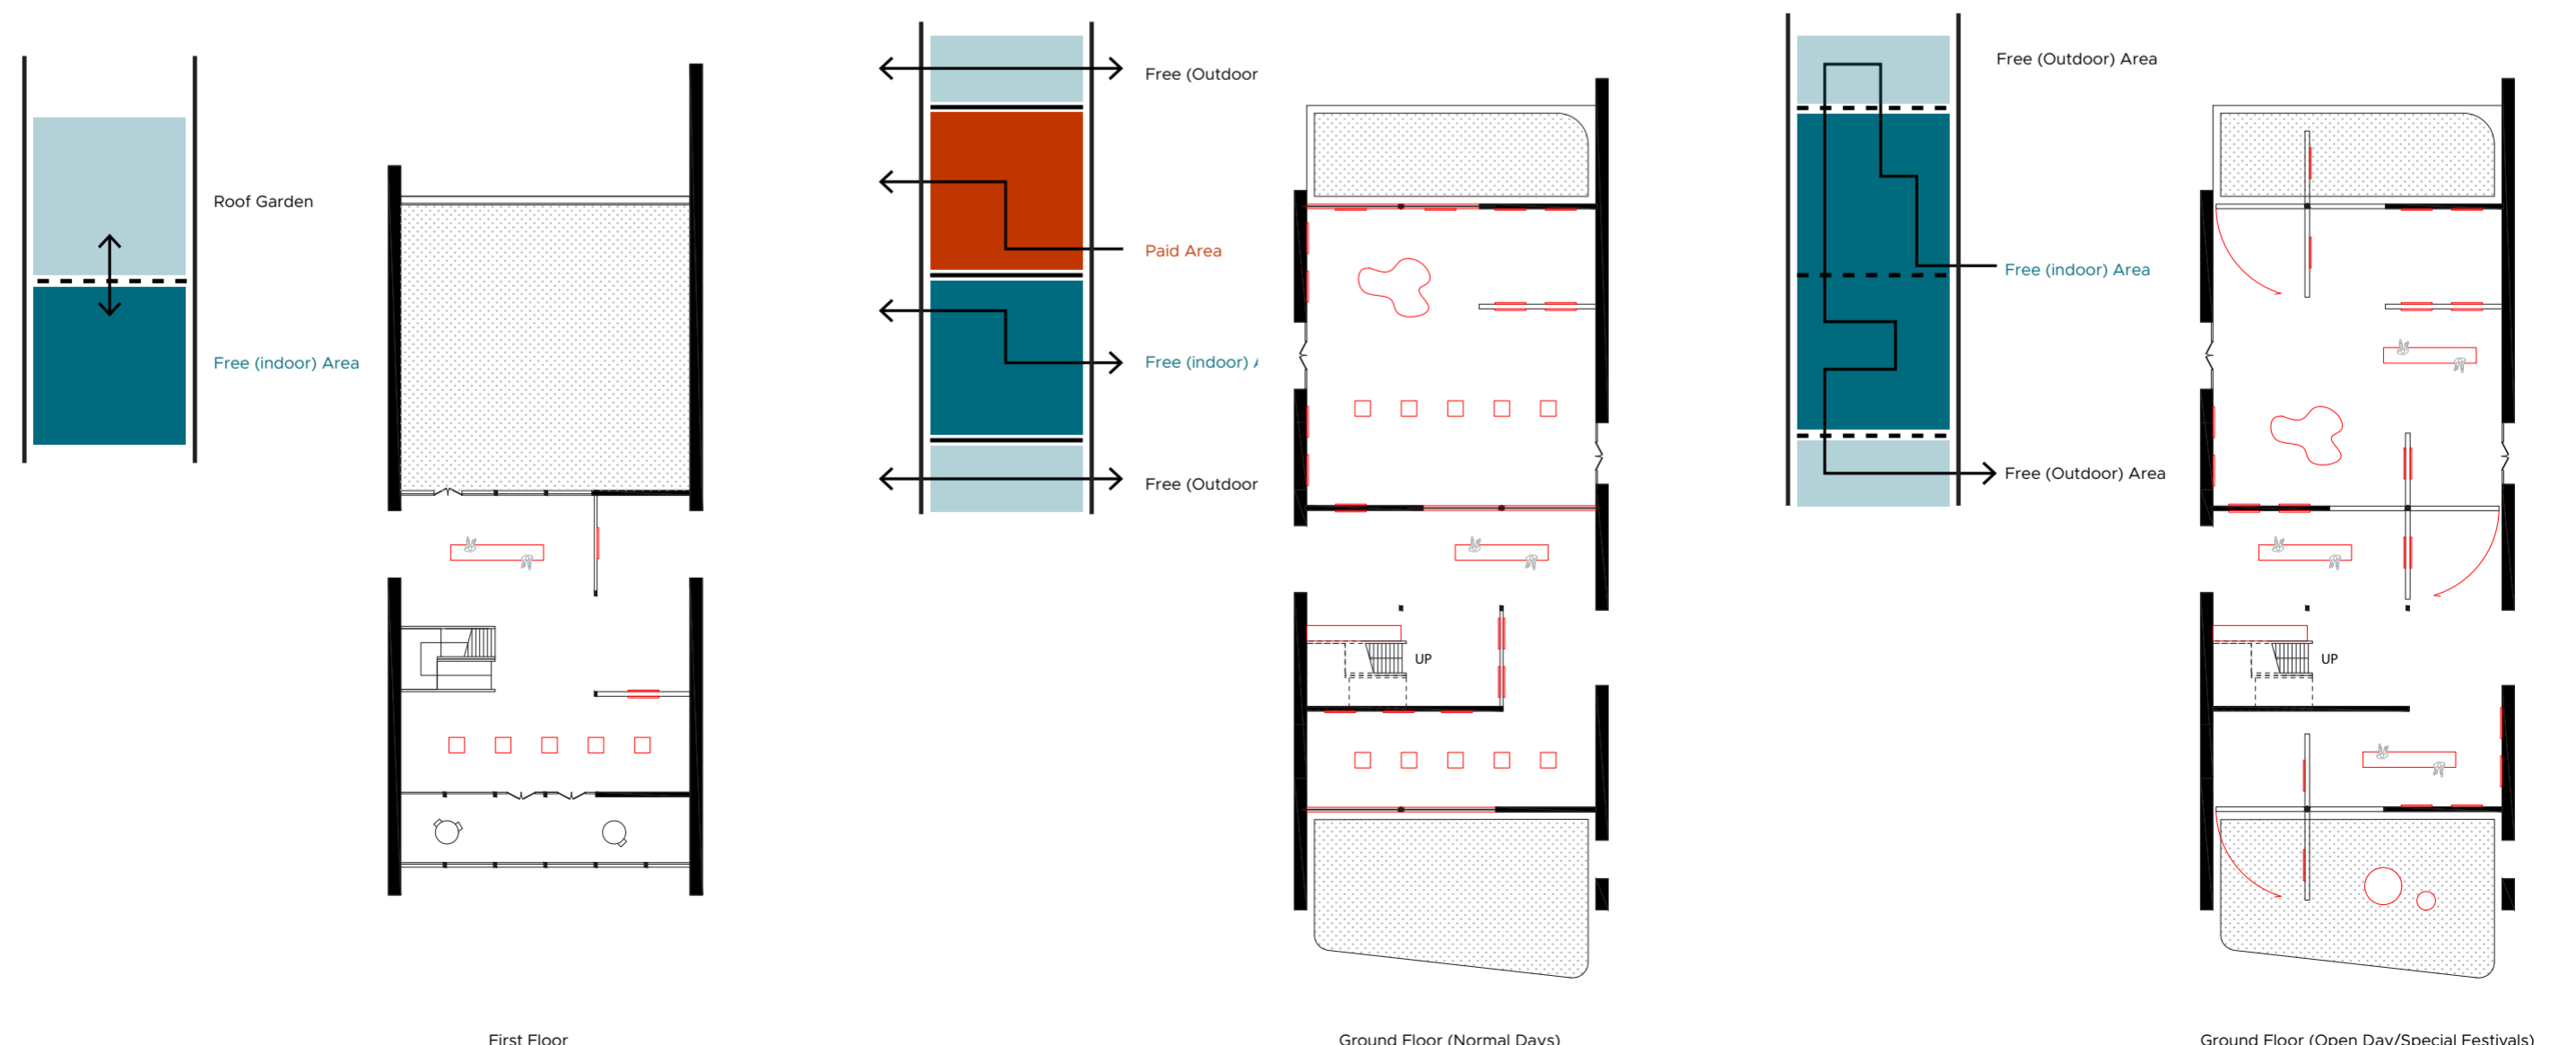 Roof Garden
Free (indoor) Area
First Floor
Free (Outdoor
Paid Area
Free (indoor)
Free (Outdoor
UP
Ground Floor (Normal Days)
Free (Outdoor) Area
Free (indoor) Area
Free (Outdoor) Area
UP
Ground Floor (Open Day/Special Festivals)